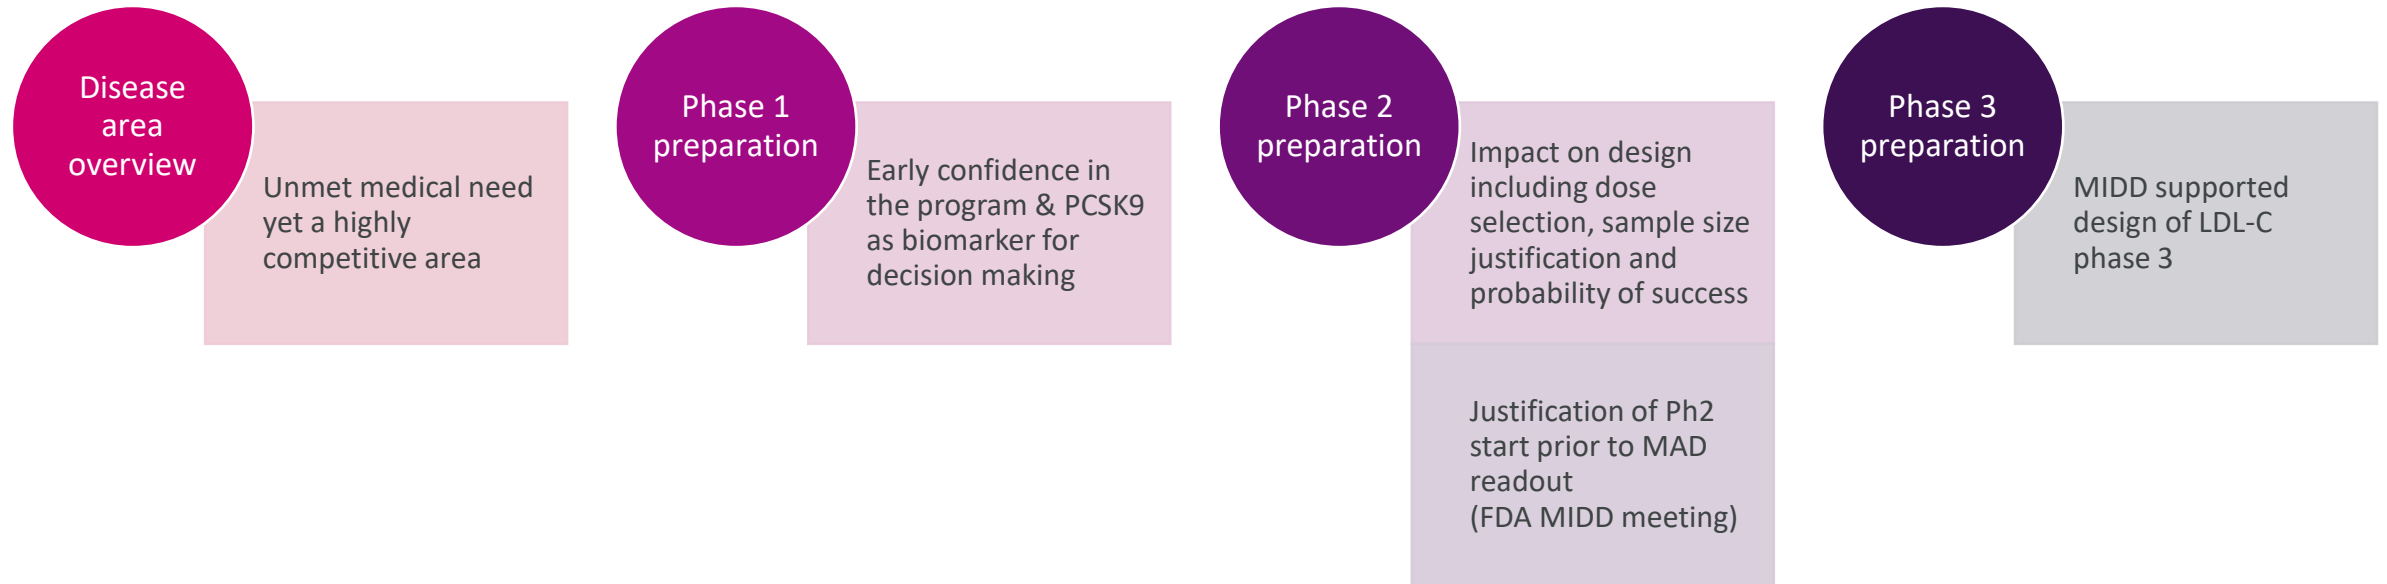 Disease
area
overview
Unmet medical need
yet a highly
competitive area
Phase 1
preparation
Early confidence in
the program & PCSK9
as biomarker for
decision making
Phase 2
preparation
Impact on design
including dose
selection, sample size
justification and
probability of success
Justification of Ph2
start prior to MAD
readout
(FDA MIDD meeting)
Phase 3
preparation
MIDD supported
design of LDL-C
phase 3